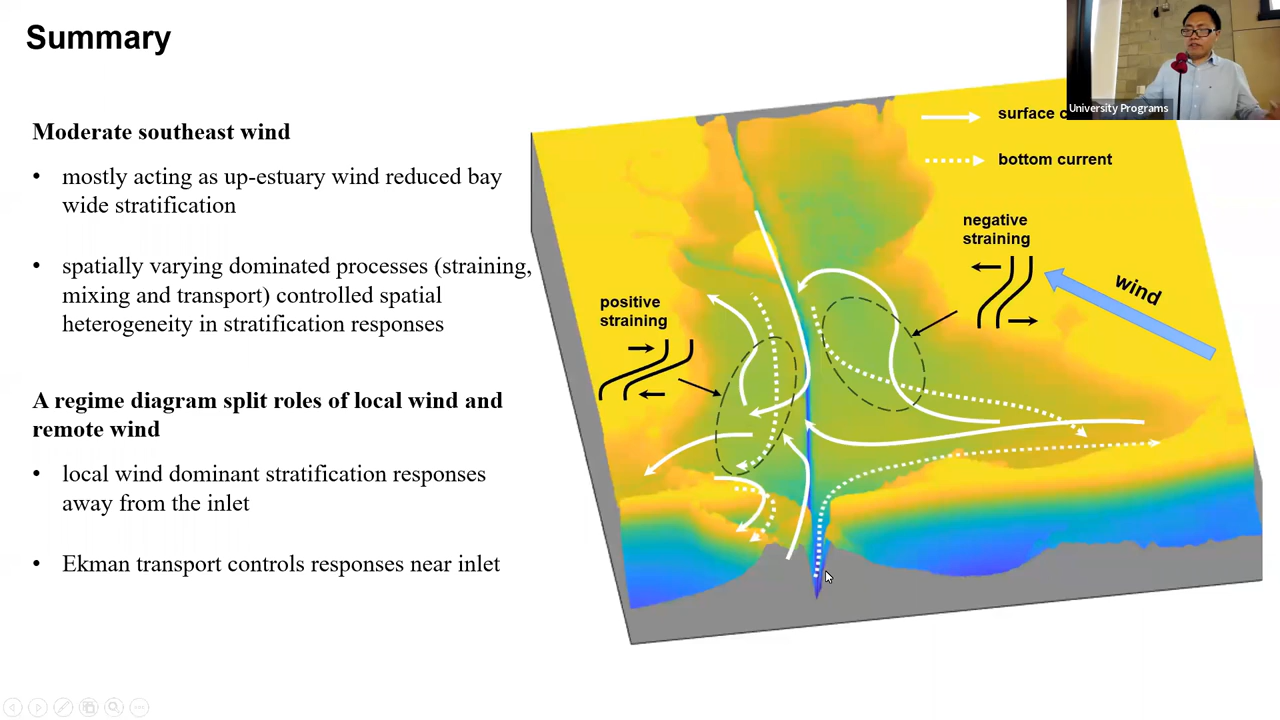 Summary
Moderate southeast wind
• mostly acting as up-estuary wind reduced bay
wide stratification
• spatially varying dominated processes (straining,
mixing and transport) controlled spatial
heterogeneity in stratification responses
A regime diagram split roles of local wind and
remote wind
• local wind dominant stratification responses
away from the inlet
• Ekman transport controls responses near inlet
University Programs
surface
bottom current
negative
straining
wind
positive
straining